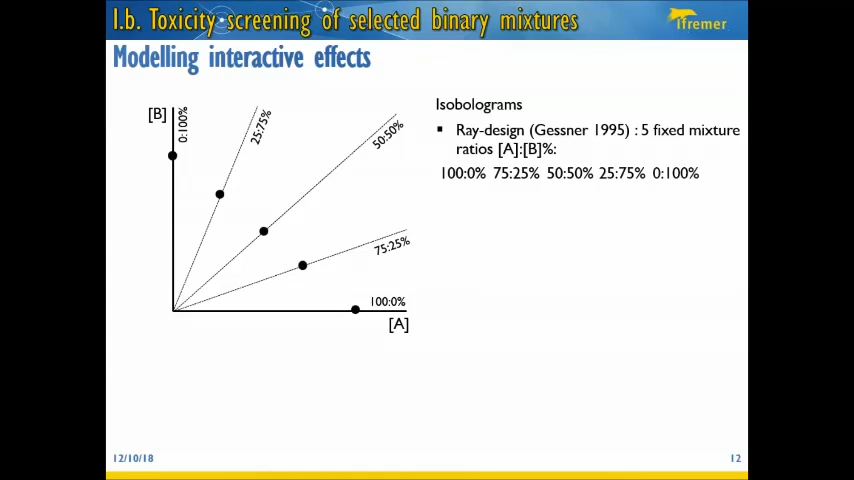 I.b. Toxicity screening of selected binary mixtures
ifremer
Modelling interactive effects
[B]
0:100%
25:75%
50:50%
75:25%
100:0%
[A]
Isobolograms
▪ Ray-design (Gessner 1995) : 5 fixed mixture
ratios [A]:[B]%:
100:0% 75:25% 50:50% 25:75% 0:100%
12/10/18
12